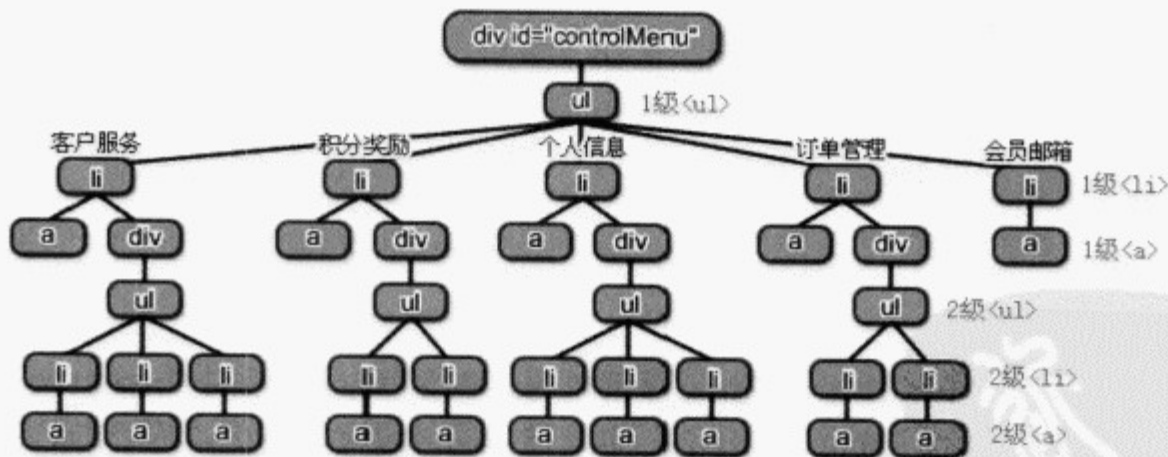 div id="controlMenu"
ul 1级<ul>
客户服务 积分奖励 个人信息 订单管理 会员邮箱
li li li li li 1级<li>
a div a div a div a div a 1级<a>
ul ul ul ul 2级<ul>
li li li li li li li li li li 2级<li>
a a a a a a a a a a 2级<a>